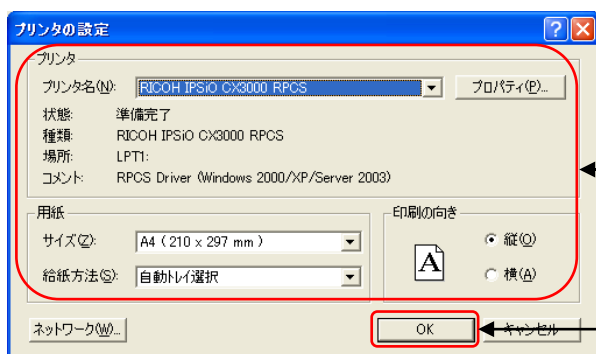 プリンタの設定
プリンタ
プリンタ名(N): RICOH IPSiO CX3000 RPCS プロパティ(P)...
状態: 準備完了
種類: RICOH IPSiO CX3000 RPCS
場所: LPT1:
コメント: RPCS Driver (Windows 2000/XP/Server 2003)
用紙
サイズ(Z): A4 (210 x 297 mm)
給紙方法(S): 自動トレイ選択
印刷の向き
A
縦(O)
横(A)
ネットワーク(W)... OK キャンセル